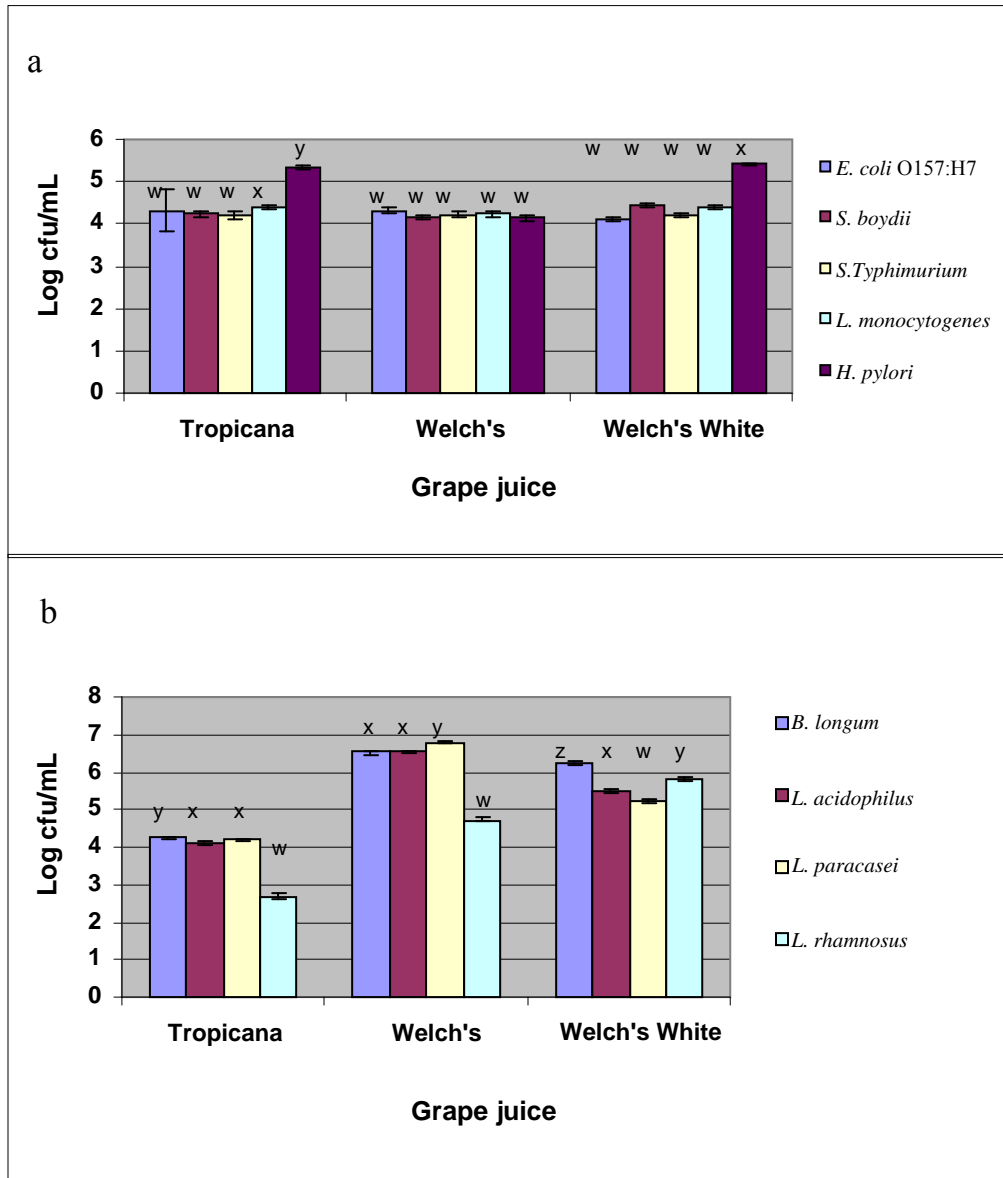 a
Log cfu/mL
6
5
4
3
2
1
0
w w w x y
w w w w w
w w w w x
Tropicana Welch's Welch's White
Grape juice
E. coli O157:H7
S. boydii
S.Typhimurium
L. monocytogenes
H. pylori
b
Log cfu/mL
8
7
6
5
4
3
2
1
0
y x x w
x x y w
z x w y
Tropicana Welch's Welch's White
Grape juice
B. longum
L. acidophilus
L. paracasei
L. rhamnosus